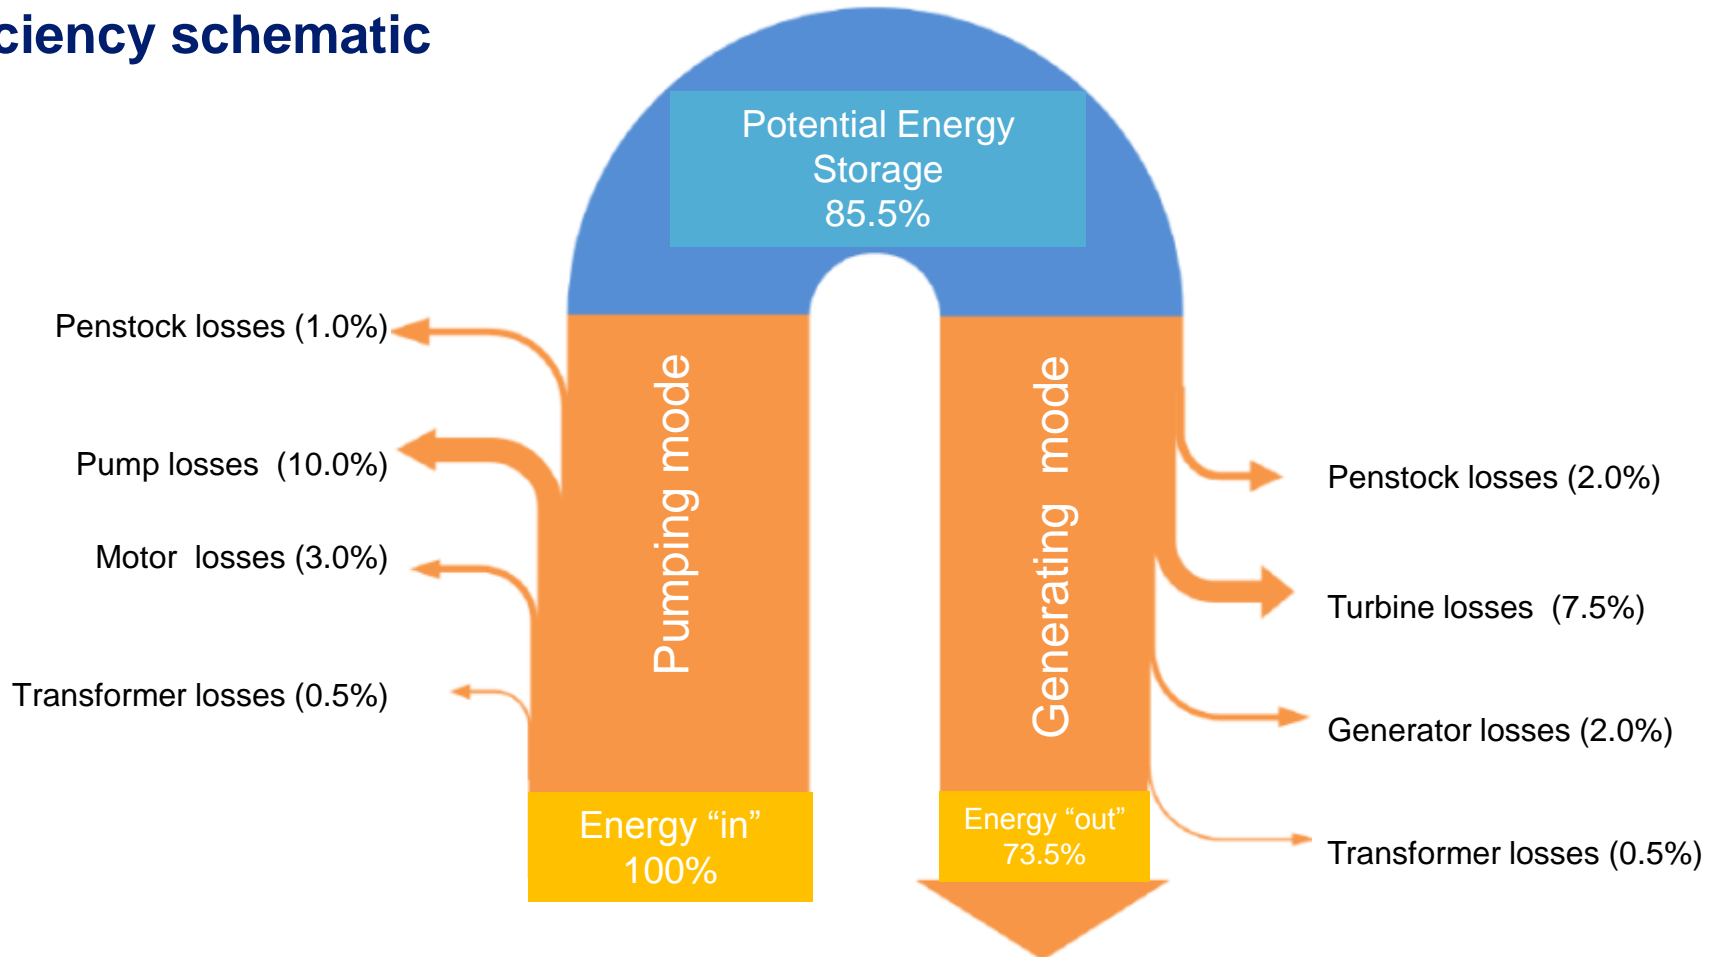 ciency schematic
Potential Energy
Storage
85.5%
Penstock losses (1.0%)
Pump losses  (10.0%)
Motor  losses (3.0%)
Transformer losses (0.5%)
Pumping mode
Generating  mode
Penstock losses (2.0%)
Turbine losses  (7.5%)
Generator losses (2.0%)
Transformer losses (0.5%)
Energy “in”
100%
Energy “out”
73.5%